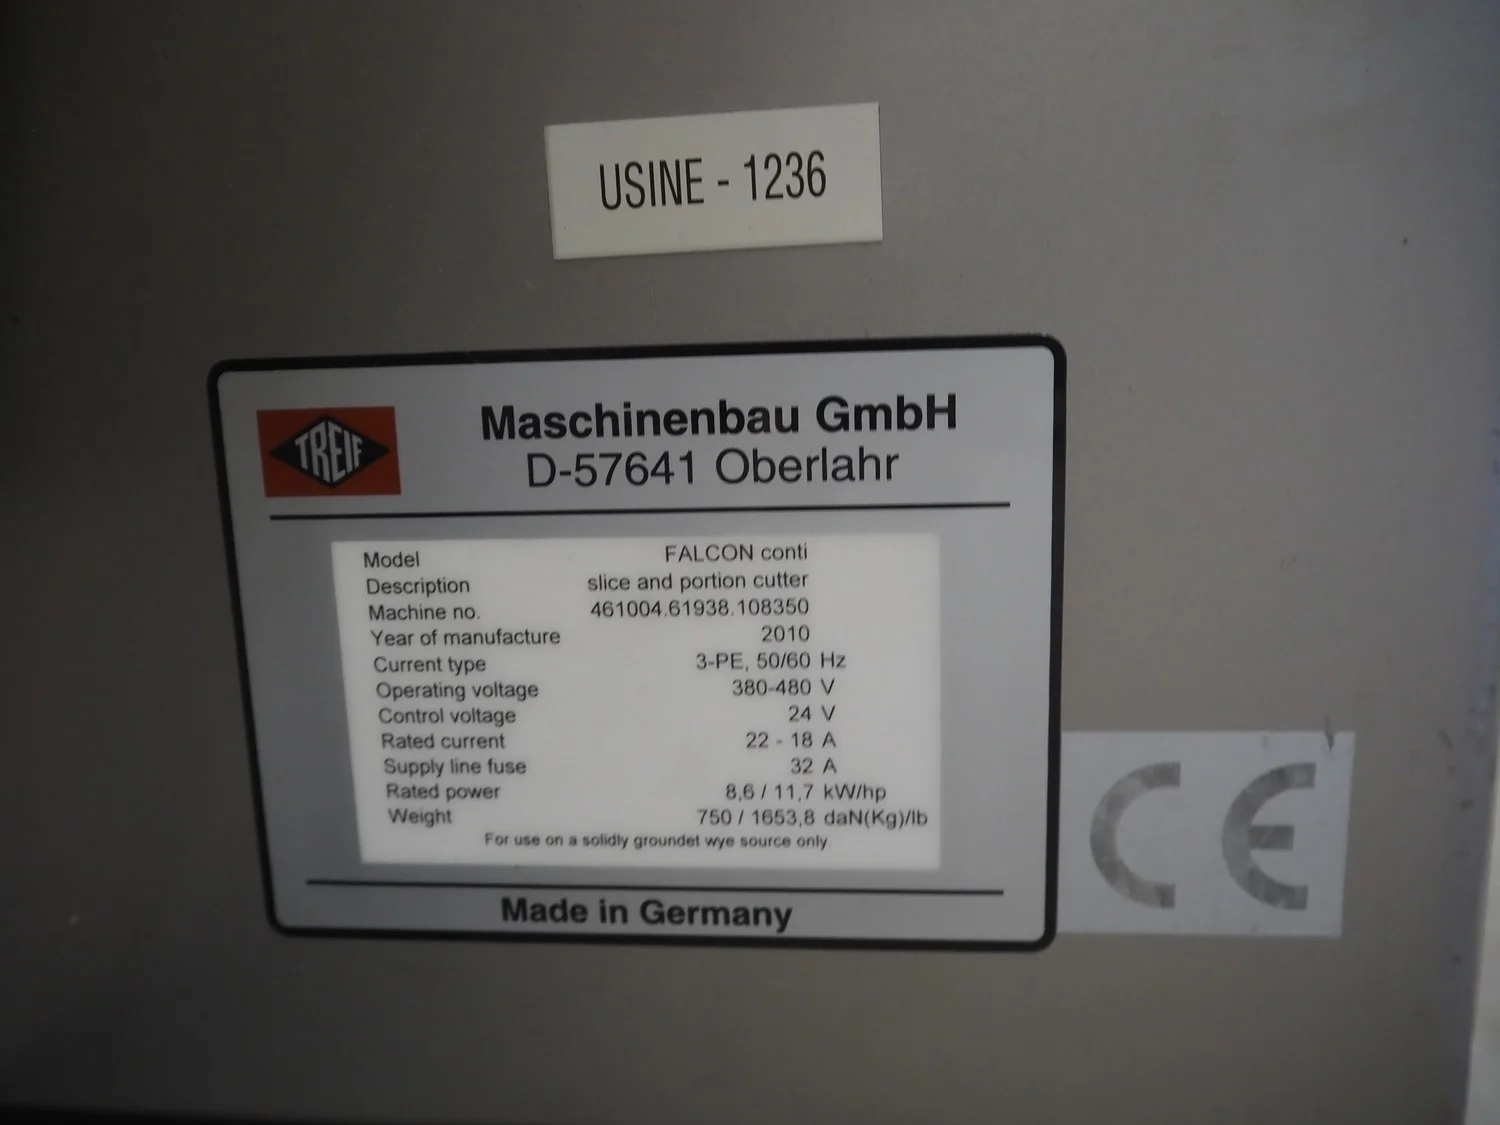 USINE - 1236
TREIF
Maschinenbau GmbH
D-57641 Oberlahr
Model FALCON conti
Description slice and portion cutter
Machine no. 461004.61938.108350
Year of manufacture 2010
Current type 3-PE, 50/60 Hz
Operating voltage 380-480 V
Control voltage 24 V
Rated current 22 - 18 A
Supply line fuse 32 A
Rated power 8,6 / 11,7 kW/hp
Weight 750 / 1653,8 daN(Kg)/lb
For use on a solidly groundet wye source only
Made in Germany
CE